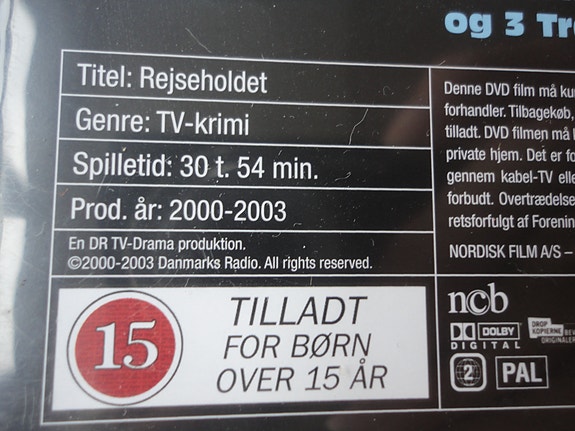 og 3
Titel: Rejseholdet
Genre: TV-krimi
Spilletid: 30 t. 54 min.
Prod. år: 2000-2003
En DR TV-Drama produktion.
©2000-2003 Danmarks Radio. All rights reserved.
15
TILLADT
FOR BØRN
OVER 15 ÅR
Denne DVD film må
forhandler. Tilbagekøb,
tilladt. DVD filmen må
private hjem. Det er
gennem kabel-TV
forbudt.
retsforfulgt af
NORDISK FILM A/S –
ncb
DOLBY
DIGITAL
DROP
KOPIERNE
2
PAL